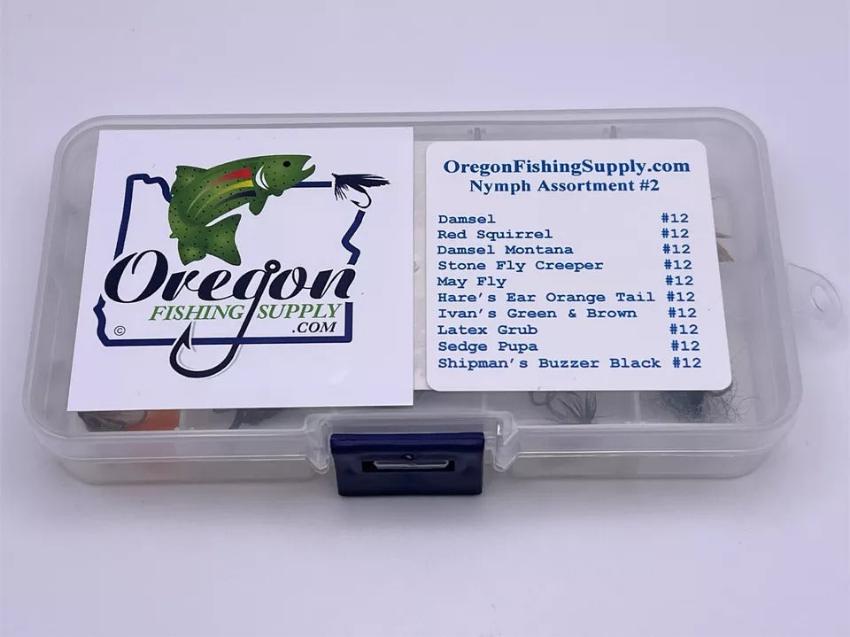 Oregon
FISHING SUPPLY
.COM
©
OregonFishingSupply.com
Nymph Assortment #2
Damsel #12
Red Squirrel #12
Damsel Montana #12
Stone Fly Creeper #12
May Fly #12
Hare's Ear Orange Tail #12
Ivan's Green & Brown #12
Latex Grub #12
Sedge Pupa #12
Shipman's Buzzer Black #12